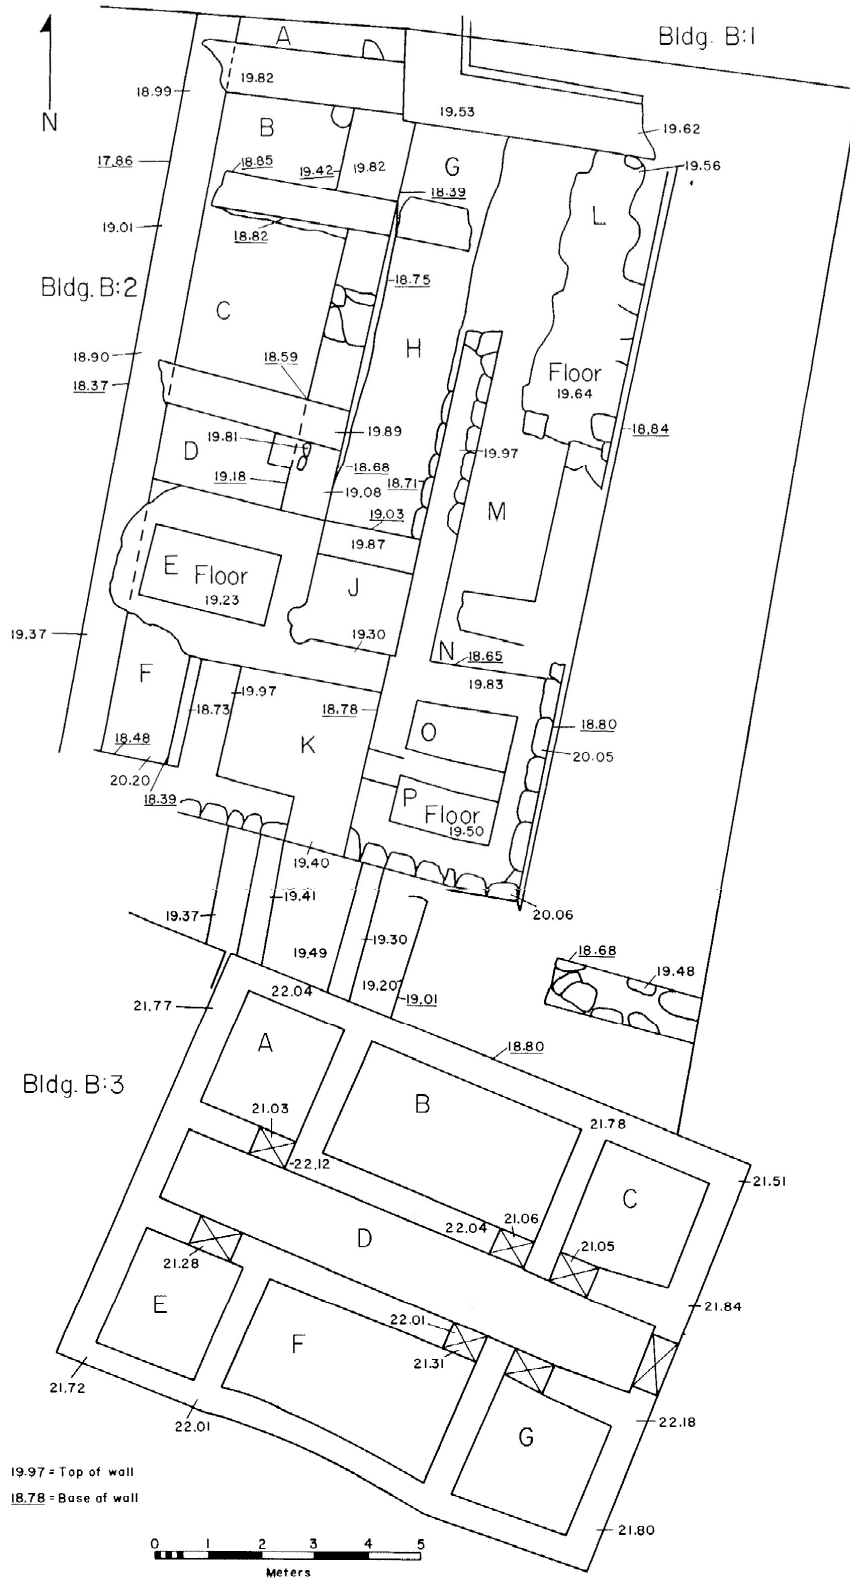 Bldg. B:1
A
19.82
18.99
19.53
19.62
N
B
17.86
18.85
19.42
19.82
G
19.56
18.39
L
19.01
18.82
Bldg. B:2
18.75
C
H
18.90
18.59
Floor
18.37
19.64
19.81
19.89
18.84
D
19.97
18.68
19.18
19.08
18.71
M
19.03
19.87
E Floor
J
19.23
19.37
19.30
N
18.65
F
19.97
19.83
18.73
18.78
18.80
O
K
18.48
20.05
20.20
P Floor
18.39
19.50
19.40
19.41
19.37
20.06
19.30
19.49
18.68
19.48
19.20
22.04
19.01
21.77
A
18.80
Bldg. B:3
B
21.03
21.78
22.12
C
21.51
22.04
21.06
D
21.05
21.28
E
22.01
21.84
F
21.31
21.72
22.01
22.18
G
19.97 = Top of wall
18.78 = Base of wall
21.80
0 1 2 3 4 5
Meters